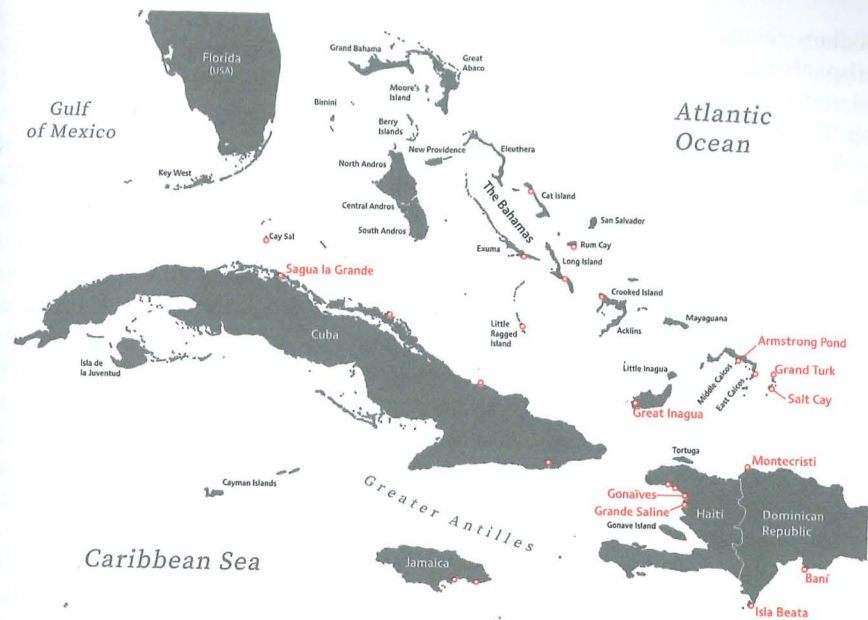 Florida
(USA)
Gulf
of Mexico
Key West
Grand Bahama
Great
Abaco
Moore's
Island
Bimini
Berry
Islands
New Providence
Eleuthera
North Andros
Central Andros
South Andros
The Bahamas
Cat Island
San Salvador
Rum Cay
Exuma
Long Island
Atlantic
Ocean
Cay Sal
Sagua la Grande
Crooked Island
Acklins
Mayaguana
Little
Ragged
Island
Cuba
Isla de
la Juventud
Armstrong Pond
Middle Caicos
East Caicos
Grand Turk
Salt Cay
Little Inagua
Great Inagua
Tortuga
Montecristi
Gonaïves
Grande Saline
Gonave Island
Haïti
Dominican
Republic
Baní
Isla Beata
Cayman Islands
Greater Antilles
Jamaica
Caribbean Sea